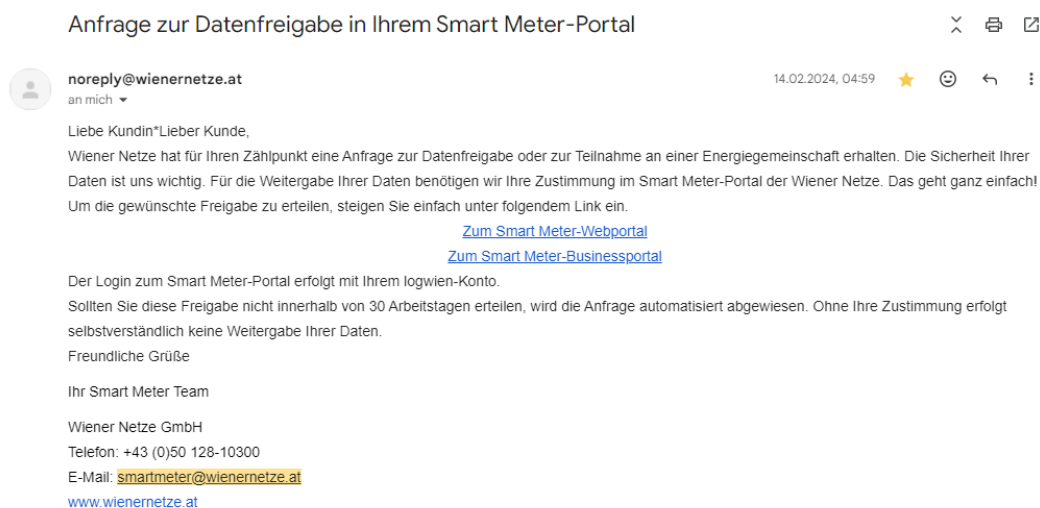 Anfrage zur Datenfreigabe in Ihrem Smart Meter-Portal
noreply@wienernetze.at
14.02.2024, 04:59
an mich
Liebe Kundin*Lieber Kunde,
Wiener Netze hat für Ihren Zählpunkt eine Anfrage zur Datenfreigabe oder zur Teilnahme an einer Energiegemeinschaft erhalten. Die Sicherheit Ihrer
Daten ist uns wichtig. Für die Weitergabe Ihrer Daten benötigen wir Ihre Zustimmung im Smart Meter-Portal der Wiener Netze. Das geht ganz einfach!
Um die gewünschte Freigabe zu erteilen, steigen Sie einfach unter folgendem Link ein.
Zum Smart Meter-Webportal
Zum Smart Meter-Businessportal
Der Login zum Smart Meter-Portal erfolgt mit Ihrem logwien-Konto.
Sollten Sie diese Freigabe nicht innerhalb von 30 Arbeitstagen erteilen, wird die Anfrage automatisiert abgewiesen. Ohne Ihre Zustimmung erfolgt
selbstverständlich keine Weitergabe Ihrer Daten.
Freundliche Grüße
Ihr Smart Meter Team
Wiener Netze GmbH
Telefon: +43 (0)50 128-10300
E-Mail: smartmeter@wienernetze.at
www.wienernetze.at